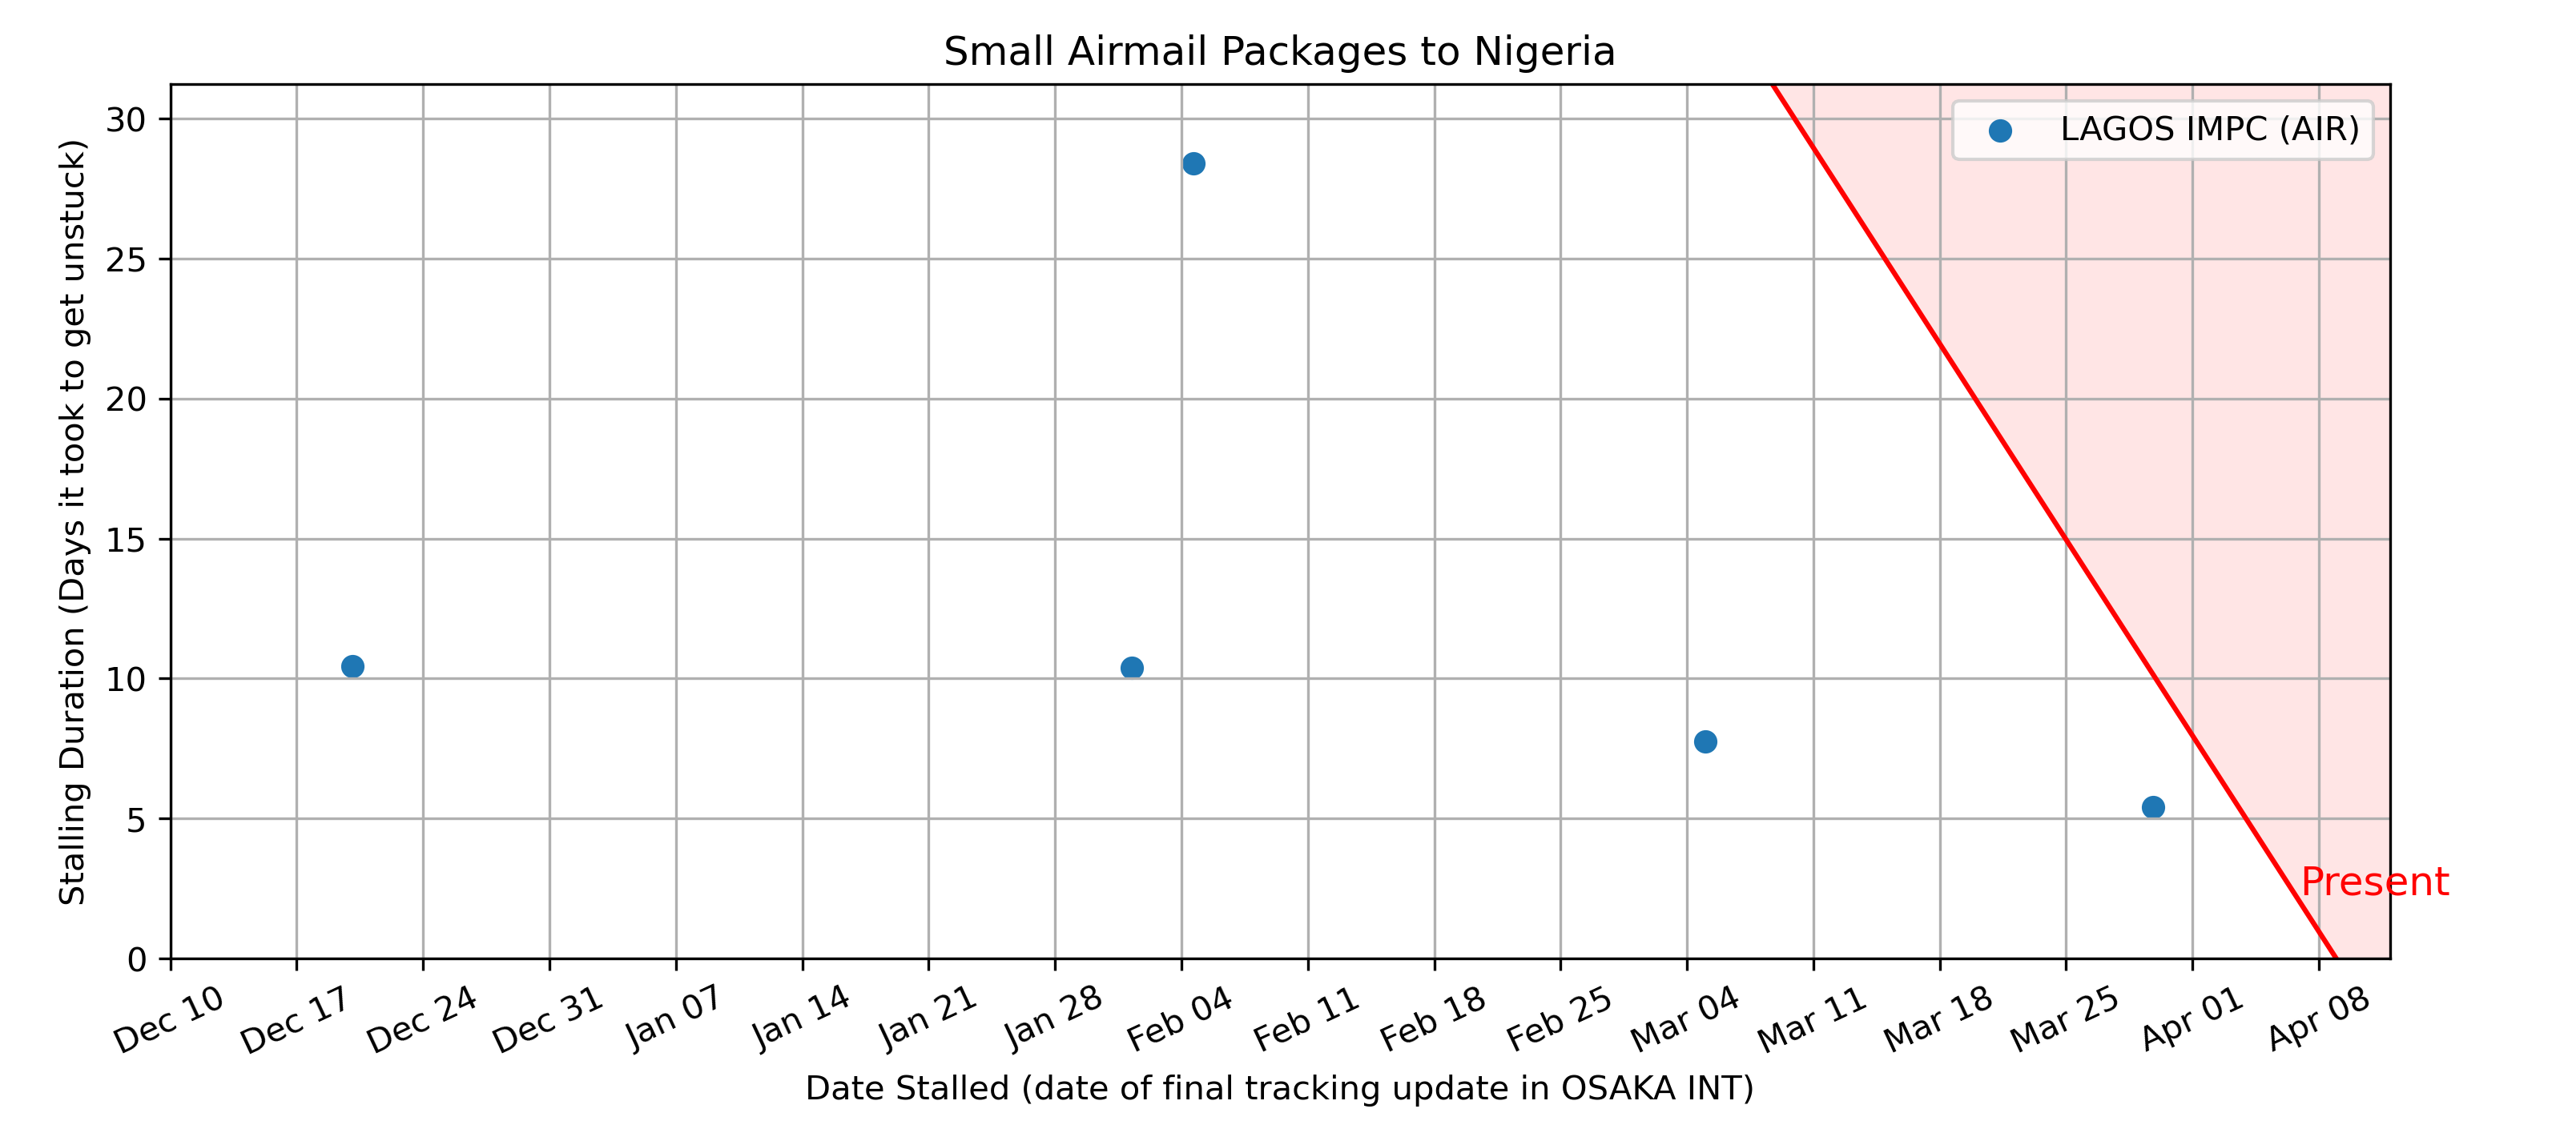 Small Airmail Packages to Nigeria
LAGOS IMPC (AIR)
Stalling Duration (Days it took to get unstuck)
30
25
20
15
10
5
0
Present
Dec 10
Dec 17
Dec 24
Dec 31
Jan 07
Jan 14
Jan 21
Jan 28
Feb 04
Feb 11
Feb 18
Feb 25
Mar 04
Mar 11
Mar 18
Mar 25
Apr 01
Apr 08
Date Stalled (date of final tracking update in OSAKA INT)